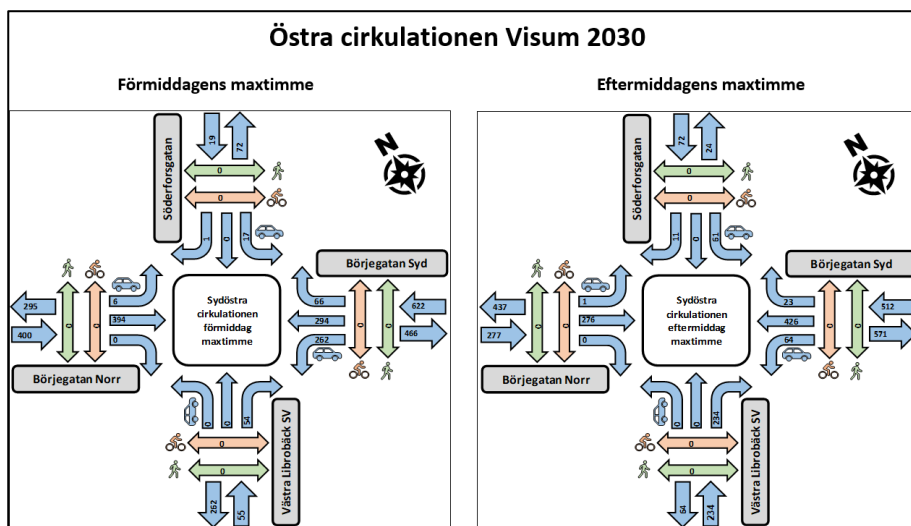 Östra cirkulationen Visum 2030
Förmiddagens maxtimme
Söderforsgatan
19
72
0
0
1
0
17
N
Börjegatan Syd
295
400
0
0
6
394
0
Börjegatan Norr
Sydöstra
cirkulationen
förmiddag
maxtimme
66
294
262
0
0
622
466
0
0
54
0
0
262
55
Västra Librobäck SV
Eftermiddagens maxtimme
Söderforsgatan
72
24
0
0
11
0
61
N
Börjegatan Syd
437
277
0
0
1
276
0
Börjegatan Norr
Sydöstra
cirkulationen
eftermiddag
maxtimme
23
426
64
0
0
512
571
0
0
234
0
0
64
234
Västra Librobäck SV